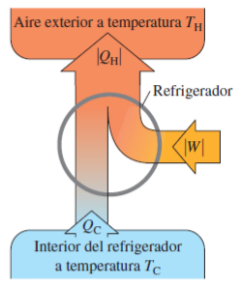 Aire exterior a temperatura T_H
|Q_H|
Refrigerador
|W|
Q_C
Interior del refrigerador
a temperatura T_C